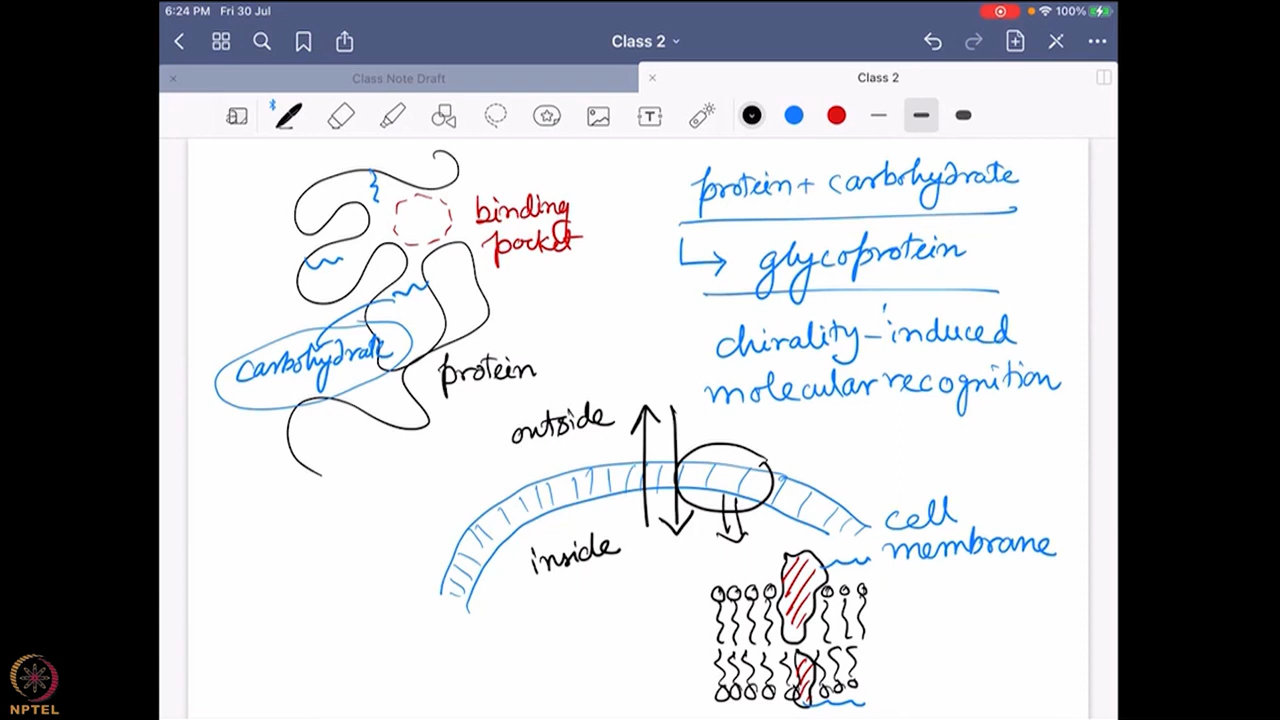 6:24 PM Fri 30 Jul
100%
Class 2
Class Note Draft
Class 2
T
binding
pocket
carbohydrate
protein
protein + carbohydrate
glycoprotein
chirality-induced
molecular recognition
outside
inside
cell
membrane
NPTEL